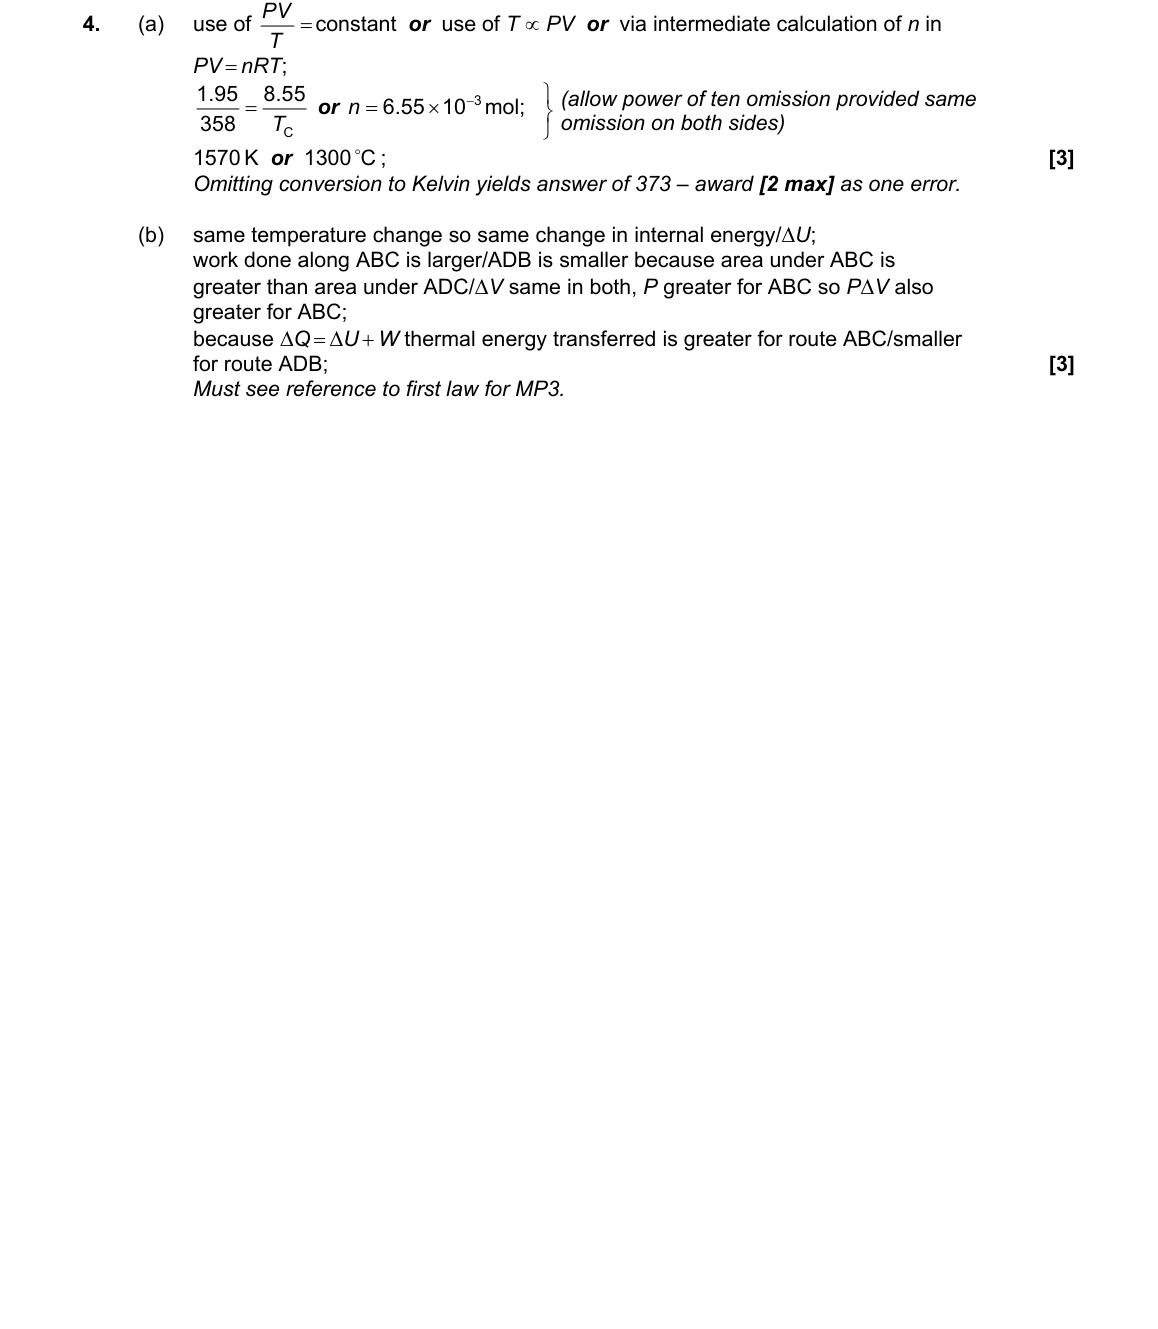 4. (a) use of PV/T = constant or use of T ∝ PV or via intermediate calculation of n in
PV = nRT;
1.95/358 = 8.55/T_C or n = 6.55×10⁻³ mol; } (allow power of ten omission provided same
omission on both sides)
1570 K or 1300 °C; [3]
Omitting conversion to Kelvin yields answer of 373 – award [2 max] as one error.
(b) same temperature change so same change in internal energy/ΔU;
work done along ABC is larger/ADB is smaller because area under ABC is
greater than area under ADC/ΔV same in both, P greater for ABC so PΔV also
greater for ABC;
because ΔQ = ΔU + W thermal energy transferred is greater for route ABC/smaller
for route ADB; [3]
Must see reference to first law for MP3.